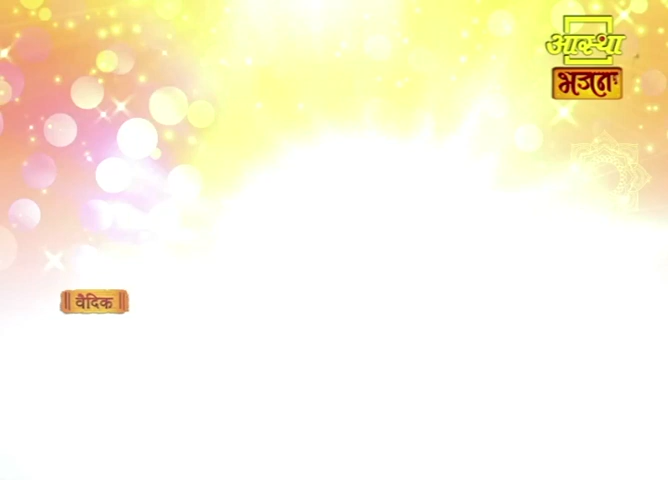 आस्था
भजन
॥ वैदिक ॥